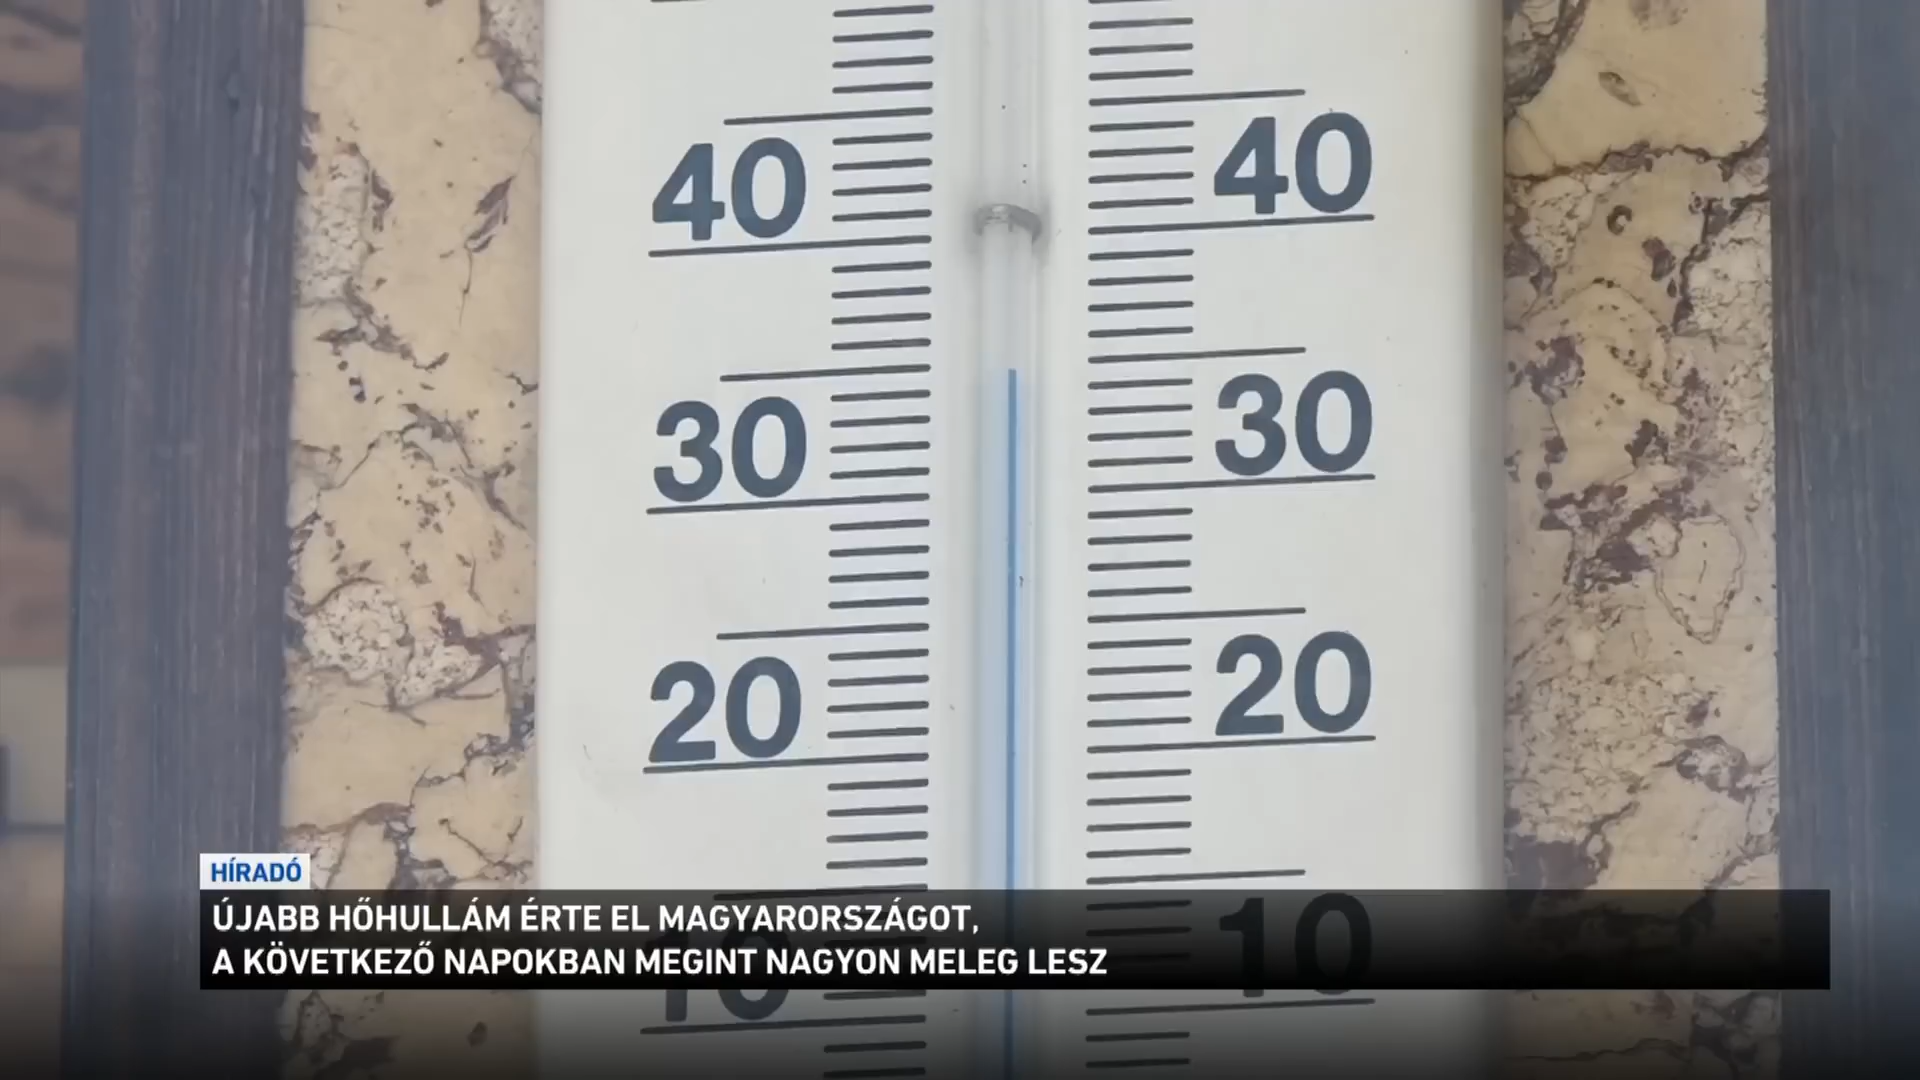 40 40
30 30
20 20
HÍRADÓ
10 10
ÚJABB HŐHULLÁM ÉRTE EL MAGYARORSZÁGOT,
A KÖVETKEZŐ NAPOKBAN MEGINT NAGYON MELEG LESZ